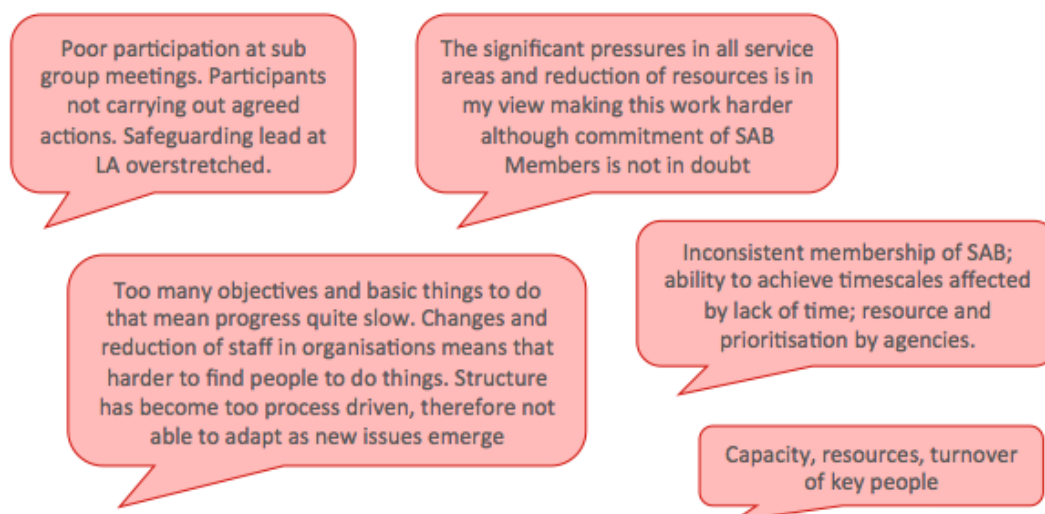 Poor participation at sub
group meetings. Participants
not carrying out agreed
actions. Safeguarding lead at
LA overstretched.
The significant pressures in all service
areas and reduction of resources is in
my view making this work harder
although commitment of SAB
Members is not in doubt
Inconsistent membership of SAB;
ability to achieve timescales affected
by lack of time; resource and
prioritisation by agencies.
Too many objectives and basic things to do
that mean progress quite slow. Changes and
reduction of staff in organisations means that
harder to find people to do things. Structure
has become too process driven, therefore not
able to adapt as new issues emerge
Capacity, resources, turnover
of key people